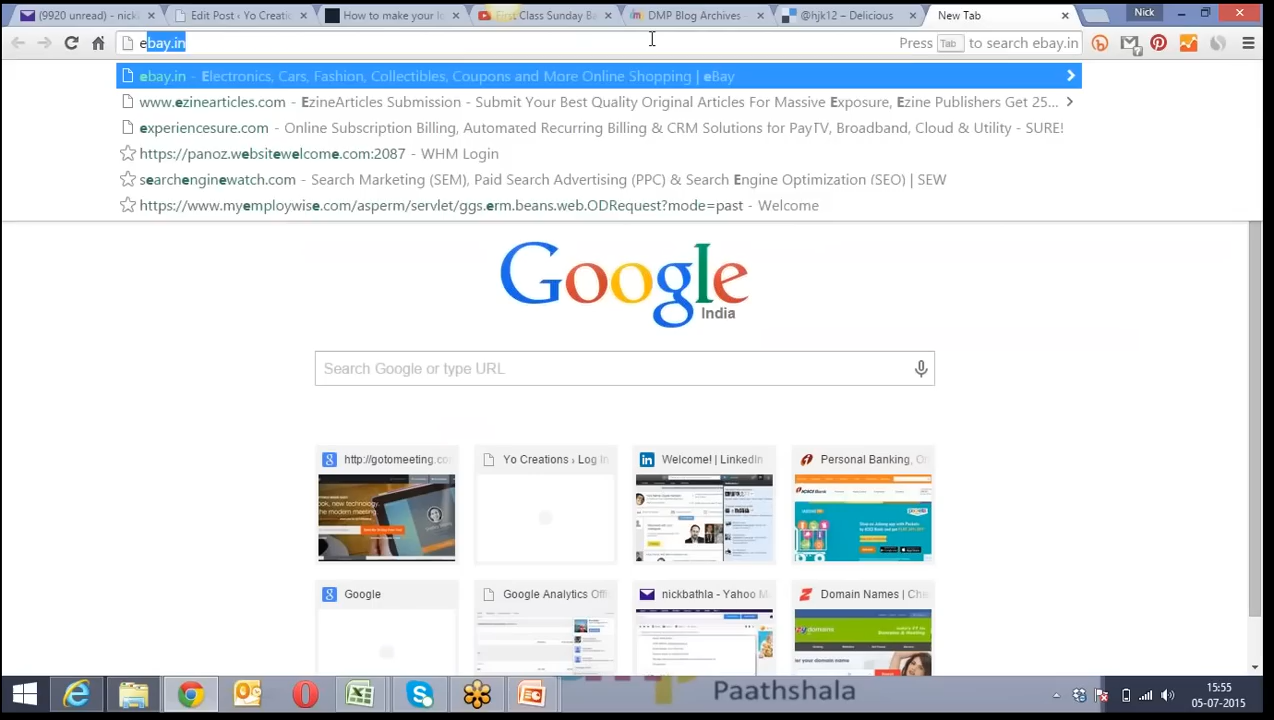 (9920 unread) - nick
Edit Post ‹ Yo Creatio
How to make your lo
First Class Sunday Ba
DMP Blog Archives -
@hjk12 – Delicious
New Tab
Nick
ebay.in
Press Tab to search ebay.in
ebay.in - Electronics, Cars, Fashion, Collectibles, Coupons and More Online Shopping | eBay
www.ezinearticles.com - EzineArticles Submission - Submit Your Best Quality Original Articles For Massive Exposure, Ezine Publishers Get 25...
experiencesure.com - Online Subscription Billing, Automated Recurring Billing & CRM Solutions for PayTV, Broadband, Cloud & Utility - SURE!
https://panoz.websitewelcome.com:2087 - WHM Login
searchenginewatch.com - Search Marketing (SEM), Paid Search Advertising (PPC) & Search Engine Optimization (SEO) | SEW
https://www.myemploywise.com/asperm/servlet/ggs.erm.beans.web.ODRequest?mode=past - Welcome
Google
India
Search Google or type URL
http://gotomeeting.co
Yo Creations › Log In
Welcome! | LinkedIn
Personal Banking, On
Google
Google Analytics Offi
nickbathla - Yahoo M
Domain Names | Che
Paathshala
15:55
05-07-2015